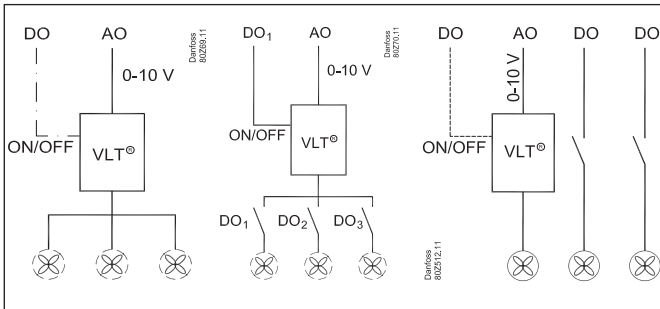 DO AO
0-10 V
ON/OFF
VLT®
Danfoss
80Z69.11
DO1 AO
0-10 V
ON/OFF
VLT®
DO1 DO2 DO3
Danfoss
80Z70.11
DO AO DO DO
0-10 V
ON/OFF
VLT®
Danfoss
80Z512.11